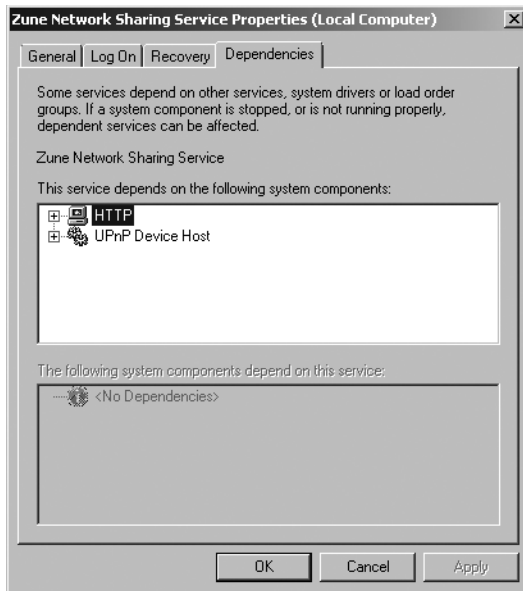 Zune Network Sharing Service Properties (Local Computer)
General Log On Recovery Dependencies
Some services depend on other services, system drivers or load order
groups. If a system component is stopped, or is not running properly,
dependent services can be affected.
Zune Network Sharing Service
This service depends on the following system components:
HTTP
UPnP Device Host
The following system components depend on this service:
<No Dependencies>
OK Cancel Apply